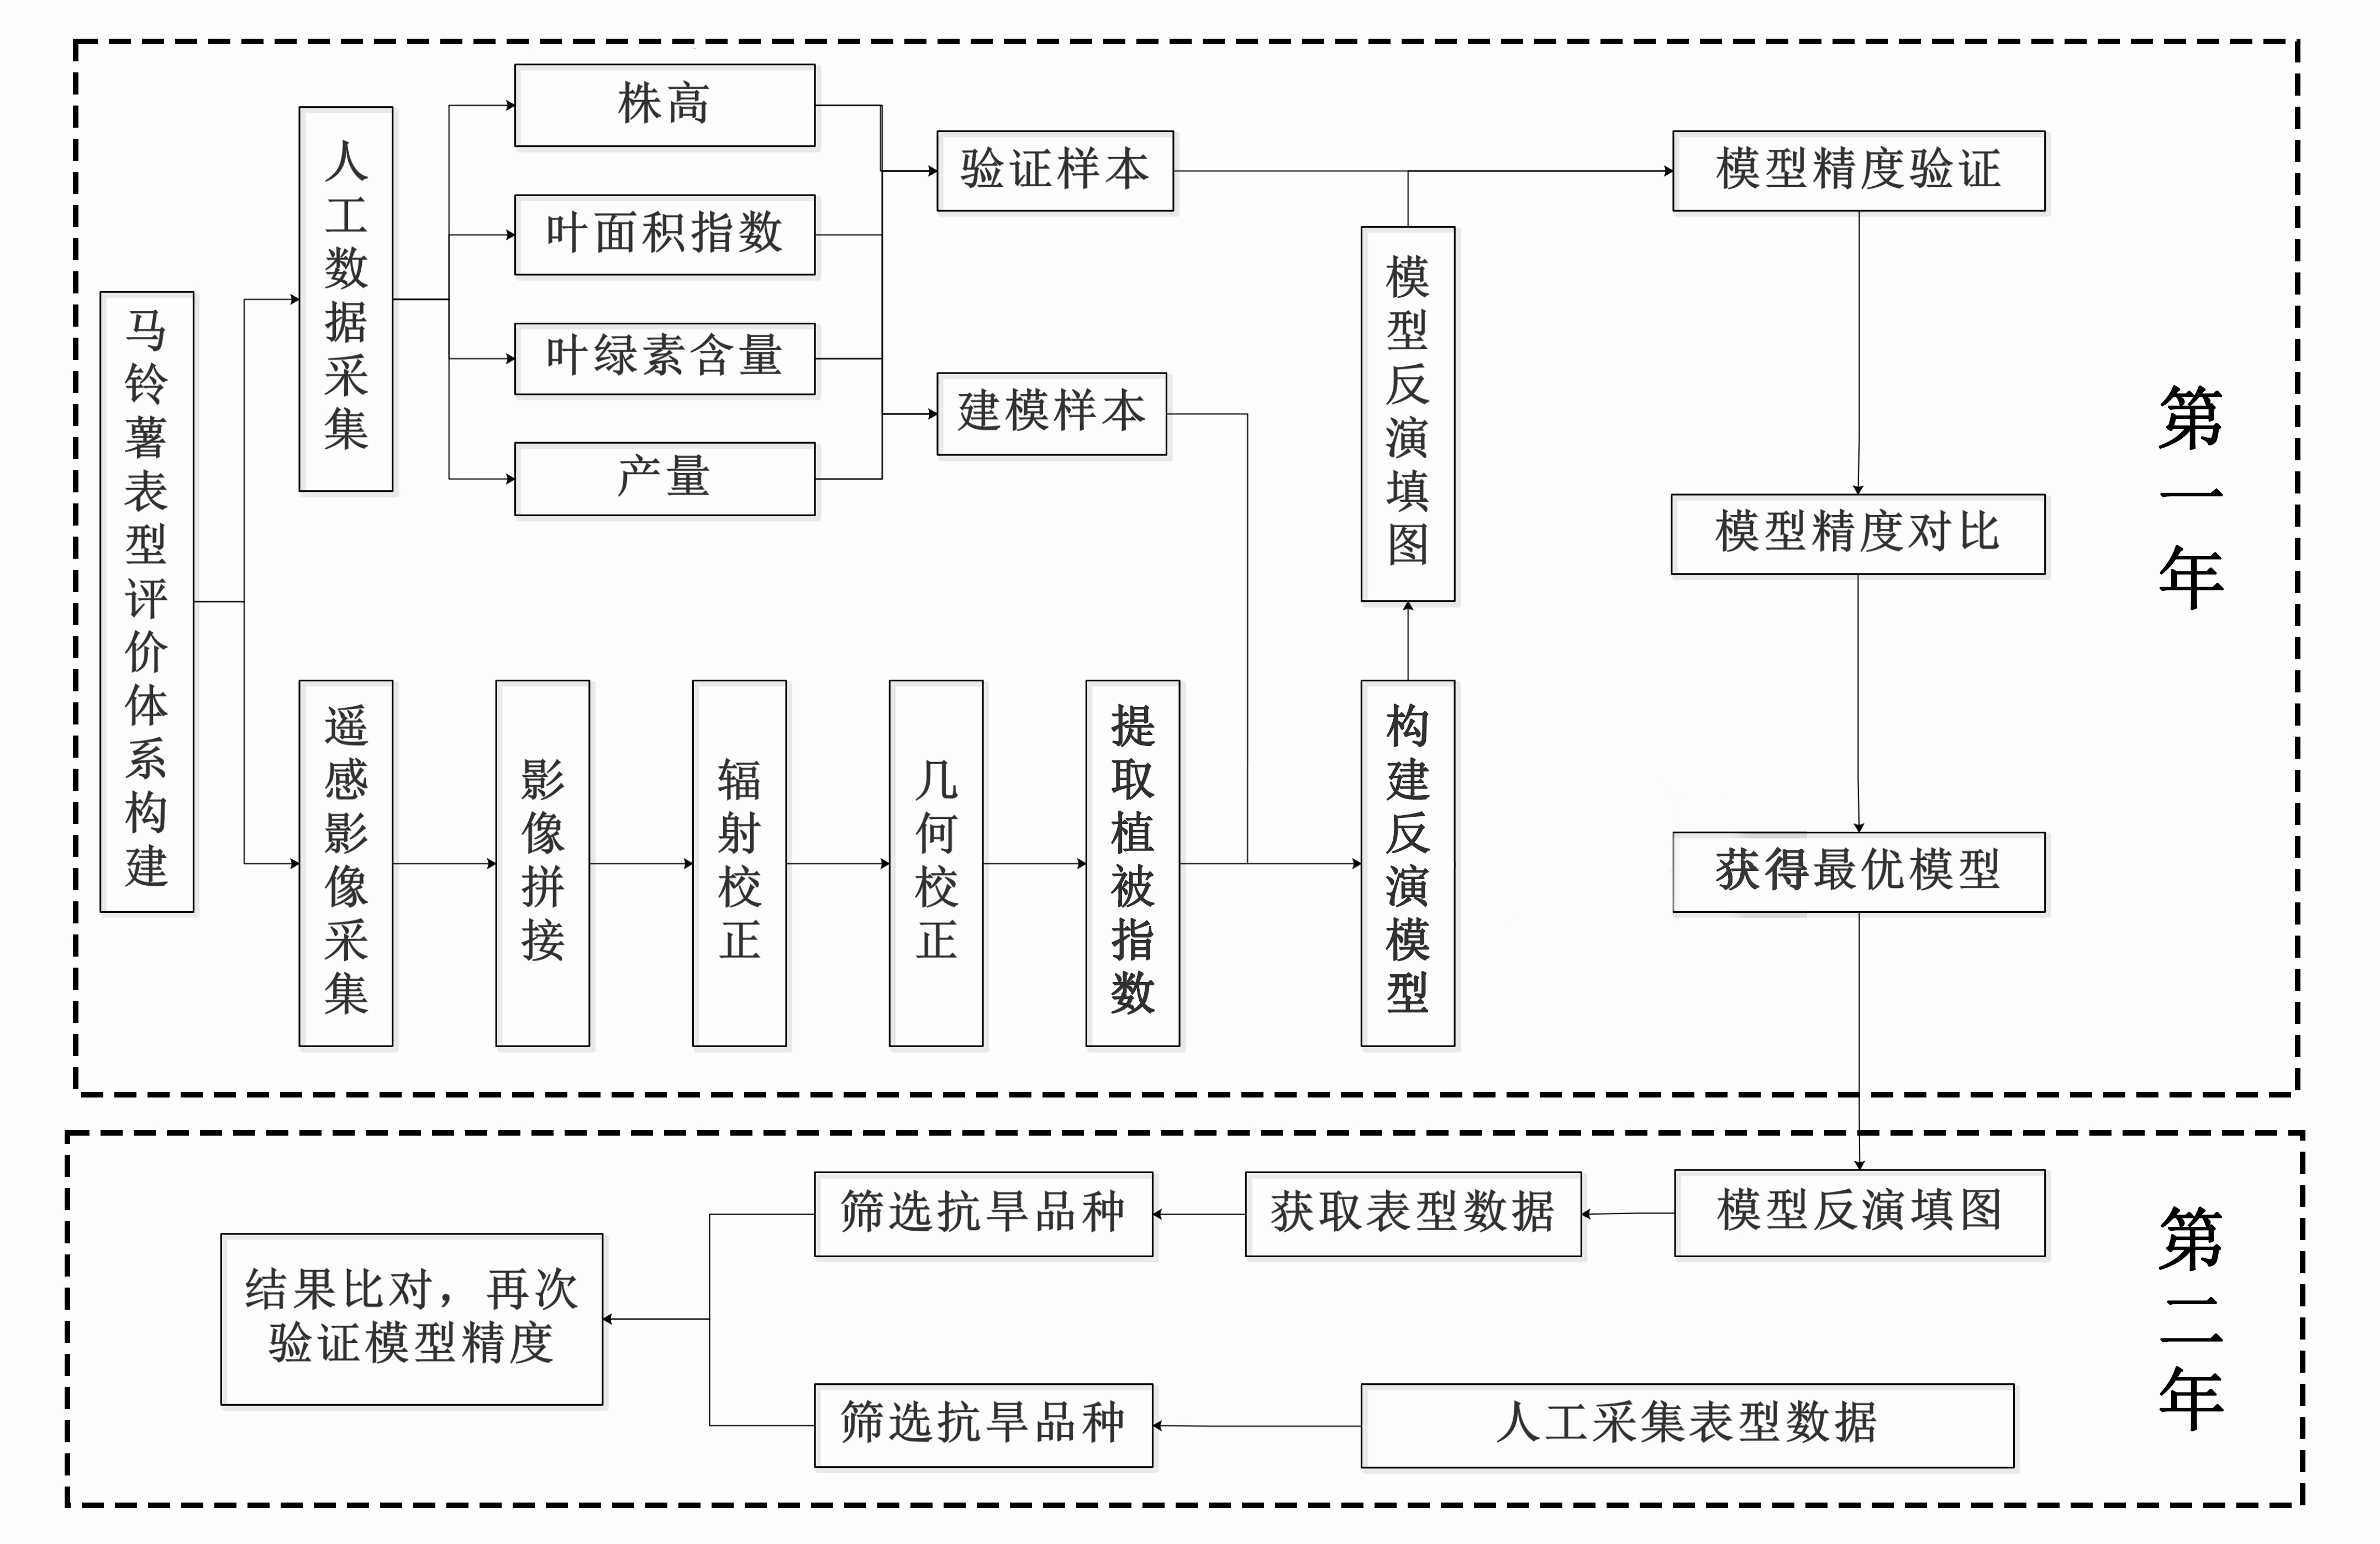 马铃薯表型评价体系构建
人工数据采集
株高
叶面积指数
叶绿素含量
产量
验证样本
建模样本
遥感影像采集
影像拼接
辐射校正
几何校正
提取植被指数
构建反演模型
模型反演填图
模型精度验证
模型精度对比
获得最优模型
第一年
模型反演填图
获取表型数据
筛选抗旱品种
人工采集表型数据
筛选抗旱品种
结果比对，再次
验证模型精度
第二年